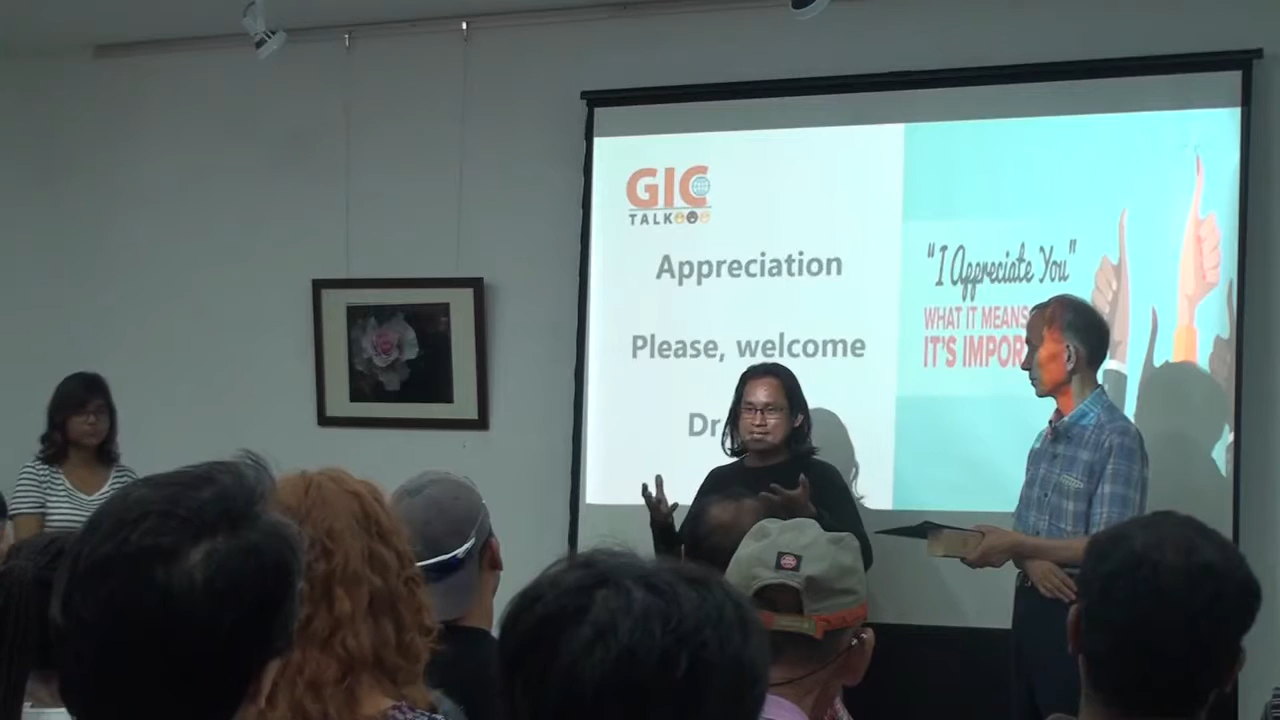 GIC
TALK
Appreciation
Please, welcome
Dr
"I Appreciate You"
WHAT IT MEANS
IT'S IMPOR